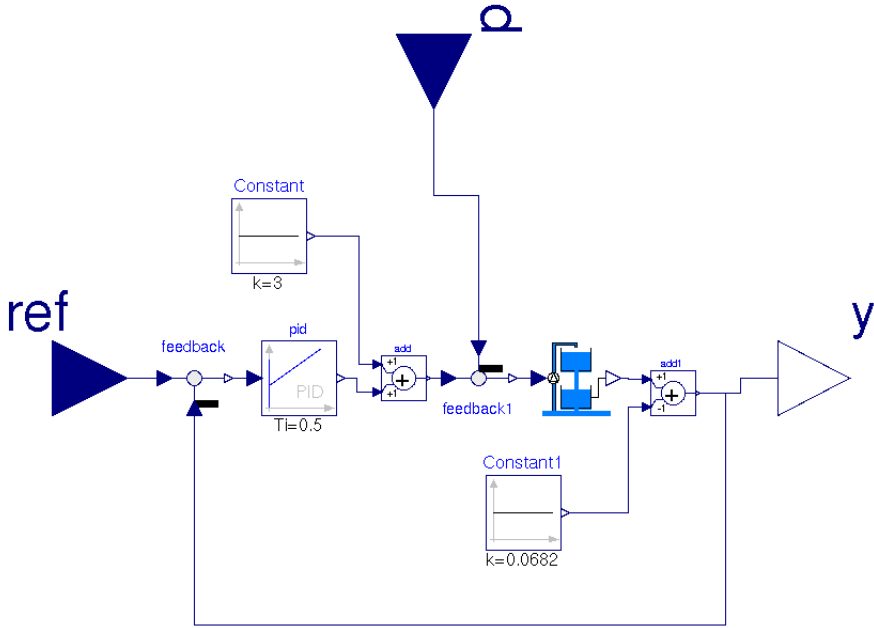 d
Constant
k=3
ref
feedback
pid
PID
Ti=0.5
add
+1
+1
feedback1
add1
+1
-1
y
Constant1
k=0.0682